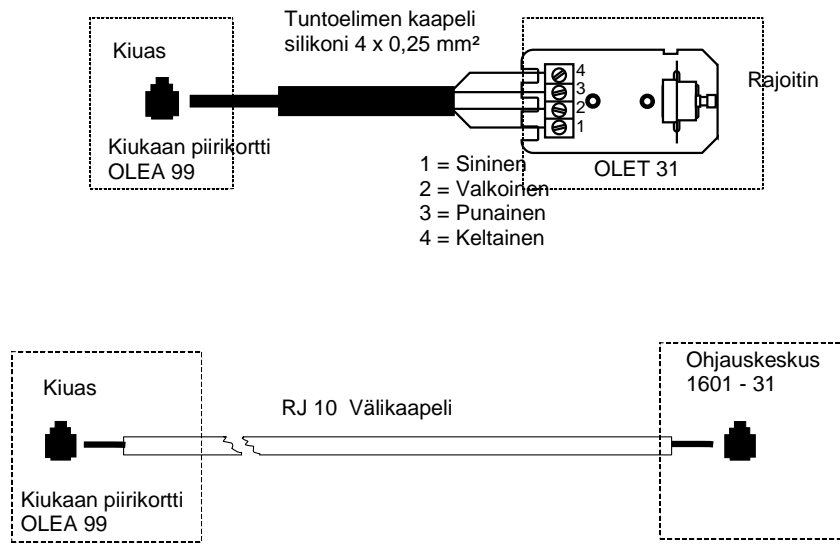 Tuntoelimen kaapeli
silikoni 4 x 0,25 mm²
Kiuas
Rajoitin
4
3
2
1
Kiukaan piirikortti
OLEA 99
OLET 31
1 = Sininen
2 = Valkoinen
3 = Punainen
4 = Keltainen
Ohjauskeskus
1601 - 31
Kiuas
RJ 10 Välikaapeli
Kiukaan piirikortti
OLEA 99